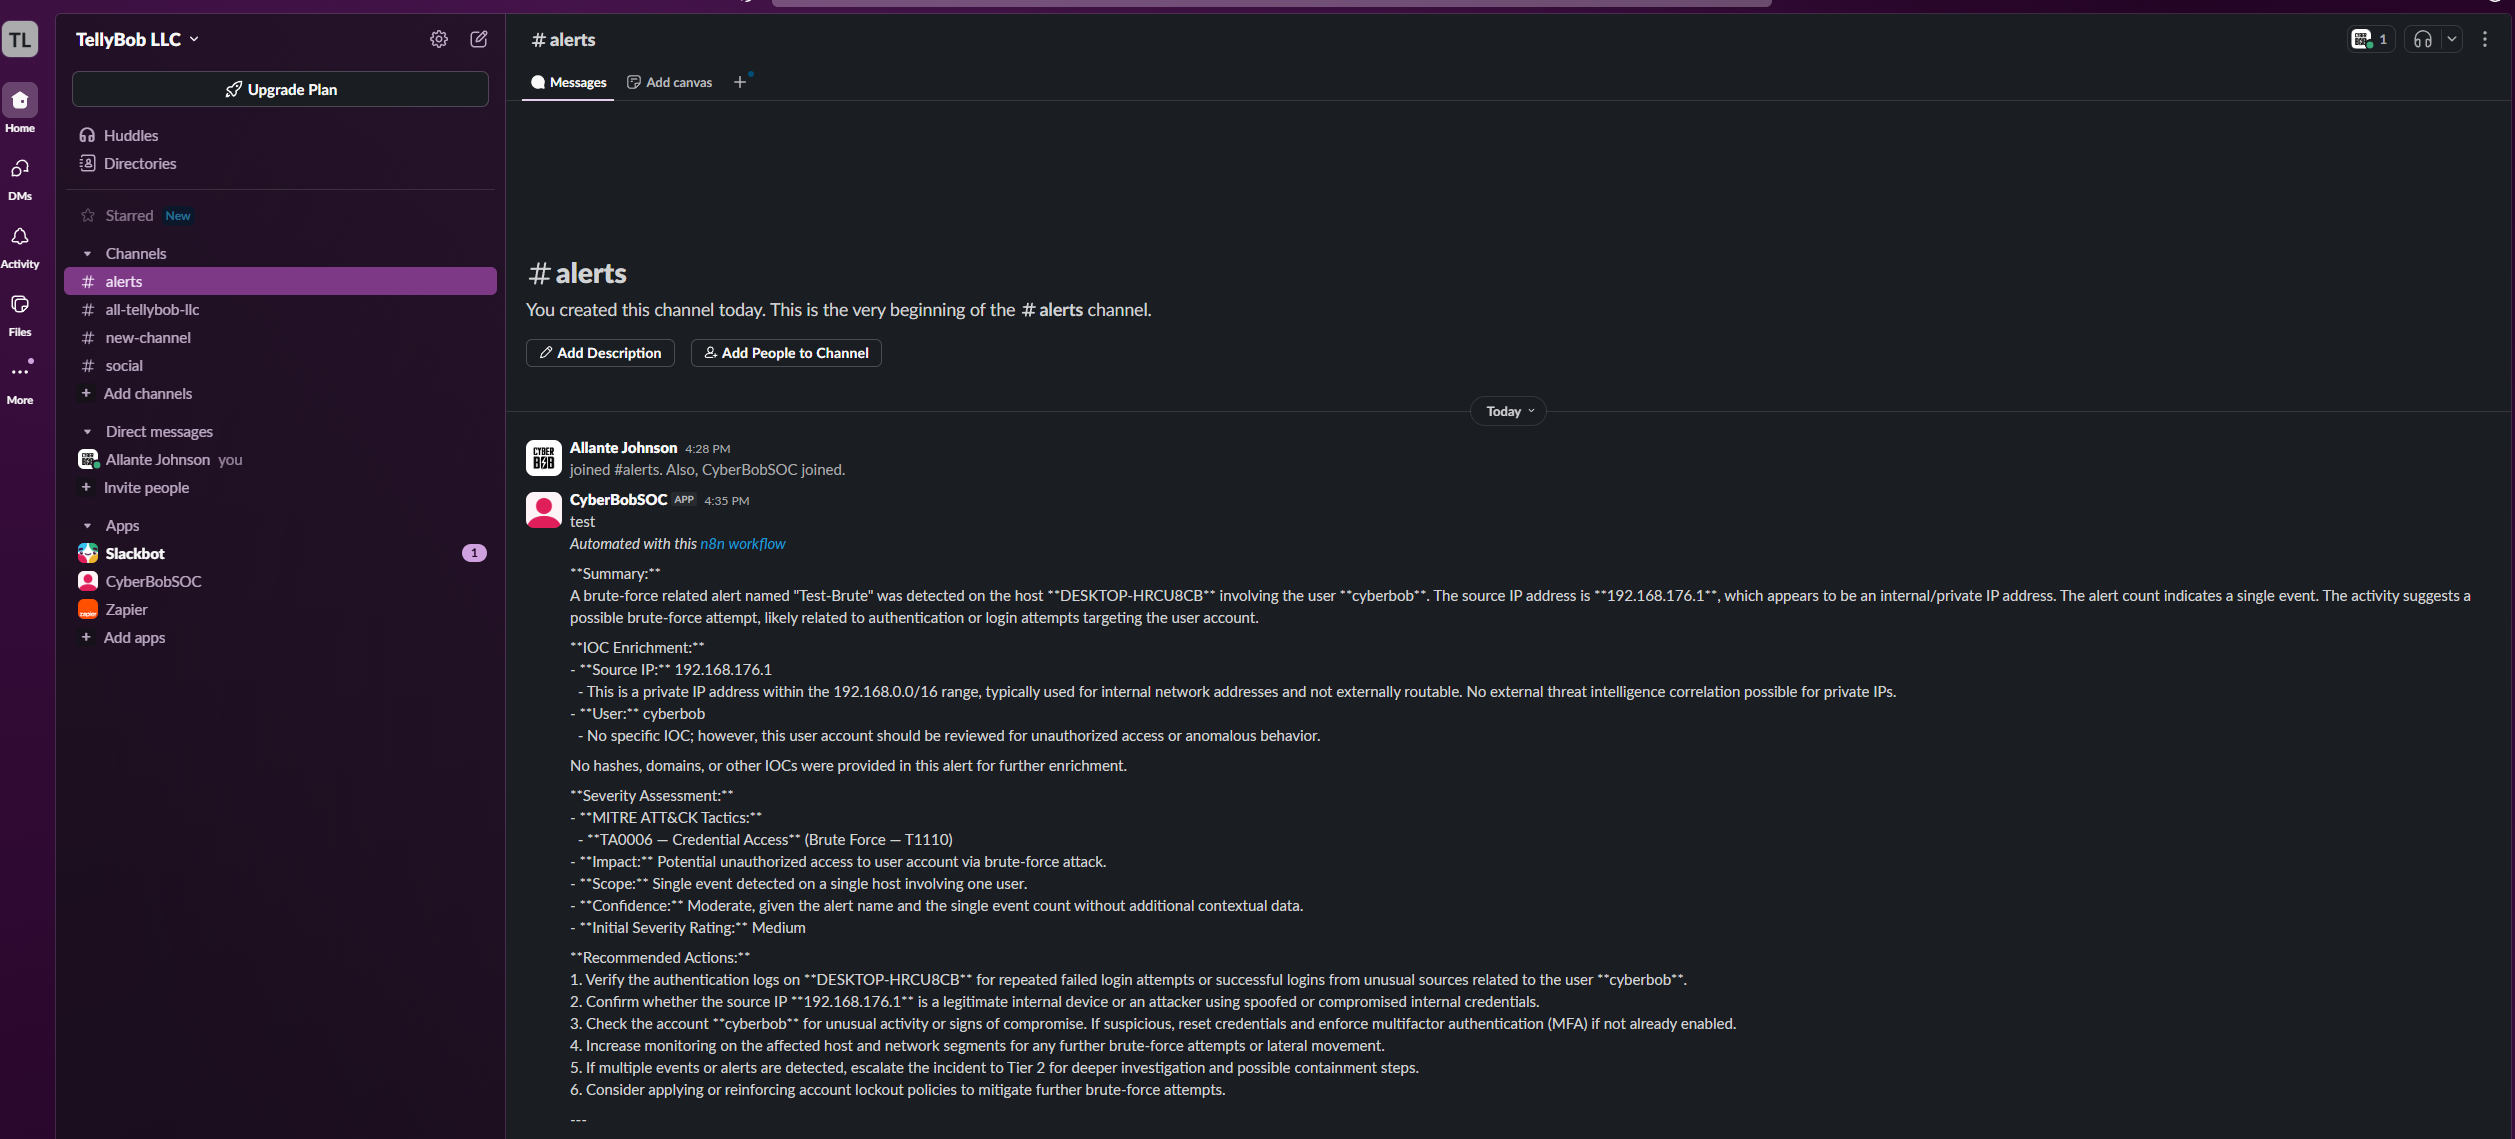 TL
TellyBob LLC
Upgrade Plan
Home
Huddles
Directories
DMs
Starred New
Activity
Channels
# alerts
# all-tellybob-llc
Files
# new-channel
# social
+ Add channels
More
Direct messages
Allante Johnson you
+ Invite people
Apps
Slackbot 1
CyberBobSOC
Zapier
+ Add apps
# alerts
1
Messages
Add canvas
+
# alerts
You created this channel today. This is the very beginning of the # alerts channel.
Add Description
Add People to Channel
Today
CYBER BOB
Allante Johnson 4:28 PM
joined #alerts. Also, CyberBobSOC joined.
CyberBobSOC APP 4:35 PM
test
Automated with this n8n workflow
**Summary:**
A brute-force related alert named "Test-Brute" was detected on the host **DESKTOP-HRCU8CB** involving the user **cyberbob**. The source IP address is **192.168.176.1**, which appears to be an internal/private IP address. The alert count indicates a single event. The activity suggests a
possible brute-force attempt, likely related to authentication or login attempts targeting the user account.
**IOC Enrichment:**
- **Source IP:** 192.168.176.1
- This is a private IP address within the 192.168.0.0/16 range, typically used for internal network addresses and not externally routable. No external threat intelligence correlation possible for private IPs.
- **User:** cyberbob
- No specific IOC; however, this user account should be reviewed for unauthorized access or anomalous behavior.
No hashes, domains, or other IOCs were provided in this alert for further enrichment.
**Severity Assessment:**
- **MITRE ATT&CK Tactics:**
- **TA0006 — Credential Access** (Brute Force — T1110)
- **Impact:** Potential unauthorized access to user account via brute-force attack.
- **Scope:** Single event detected on a single host involving one user.
- **Confidence:** Moderate, given the alert name and the single event count without additional contextual data.
- **Initial Severity Rating:** Medium
**Recommended Actions:**
1. Verify the authentication logs on **DESKTOP-HRCU8CB** for repeated failed login attempts or successful logins from unusual sources related to the user **cyberbob**.
2. Confirm whether the source IP **192.168.176.1** is a legitimate internal device or an attacker using spoofed or compromised internal credentials.
3. Check the account **cyberbob** for unusual activity or signs of compromise. If suspicious, reset credentials and enforce multifactor authentication (MFA) if not already enabled.
4. Increase monitoring on the affected host and network segments for any further brute-force attempts or lateral movement.
5. If multiple events or alerts are detected, escalate the incident to Tier 2 for deeper investigation and possible containment steps.
6. Consider applying or reinforcing account lockout policies to mitigate further brute-force attempts.
---